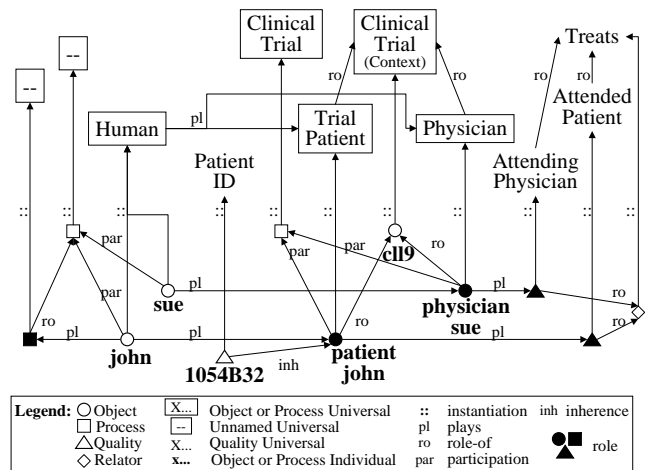 Clinical Trial
Clinical Trial (Context)
Treats
--
--
ro
ro
ro
ro
Attended Patient
Human
pl
Trial Patient
Physician
Patient ID
Attending Physician
::
::
::
::
::
::
::
::
::
::
::
par
par
cll9
ro
par
par
sue
pl
pl
physician sue
ro
ro
ro
pl
john
pl
patient john
pl
ro
1054B32
inh
Legend:
Object
X...
Object or Process Universal
::
instantiation
inh
inherence
Process
--
Unnamed Universal
pl
plays
Quality
X...
Quality Universal
ro
role-of
role
Relator
x...
Object or Process Individual
par
participation